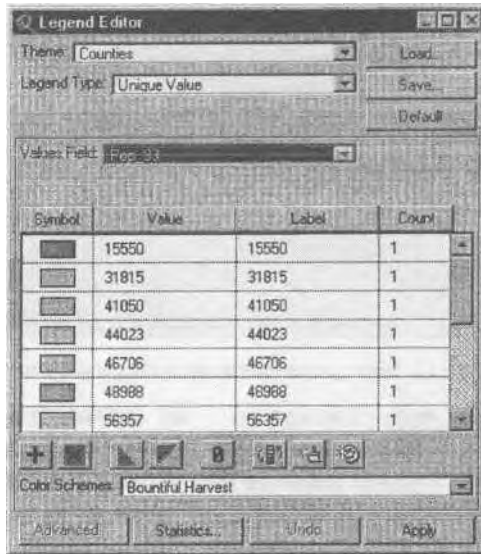 Legend Editor
Theme: Counties
Load...
Legend Type: Unique Value
Save...
Default
Values Field: Pop_93
Symbol Value Label Count
15550 15550 1
31815 31815 1
41050 41050 1
44023 44023 1
46706 46706 1
48988 48988 1
56357 56357 1
Color Schemes: Bountiful Harvest
Advanced... Statistics... Undo Apply